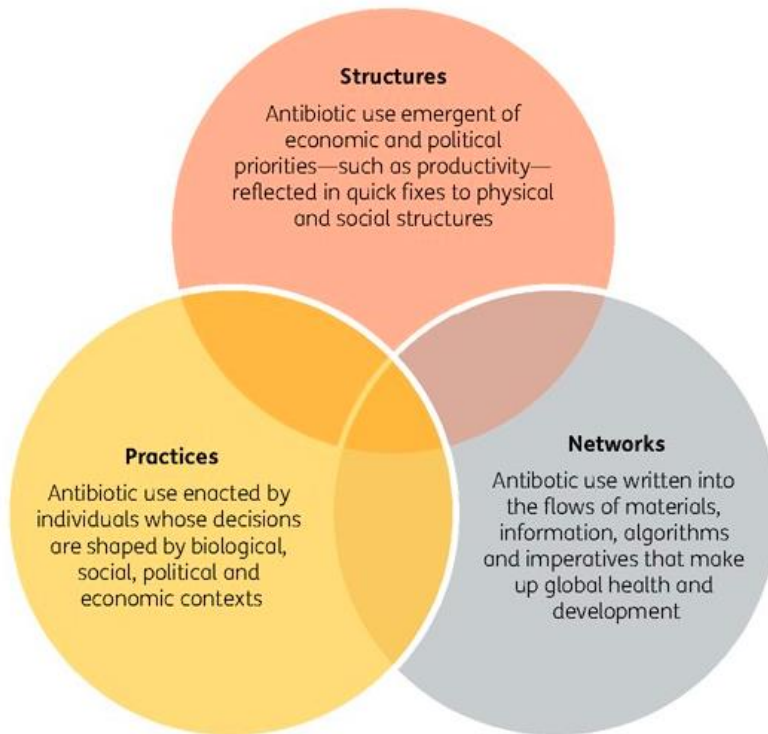 Structures
Antibiotic use emergent of
economic and political
priorities—such as productivity—
reflected in quick fixes to physical
and social structures
Practices
Antibiotic use enacted by
individuals whose decisions
are shaped by biological,
social, political and
economic contexts
Networks
Antibotic use written into
the flows of materials,
information, algorithms
and imperatives that make
up global health and
development